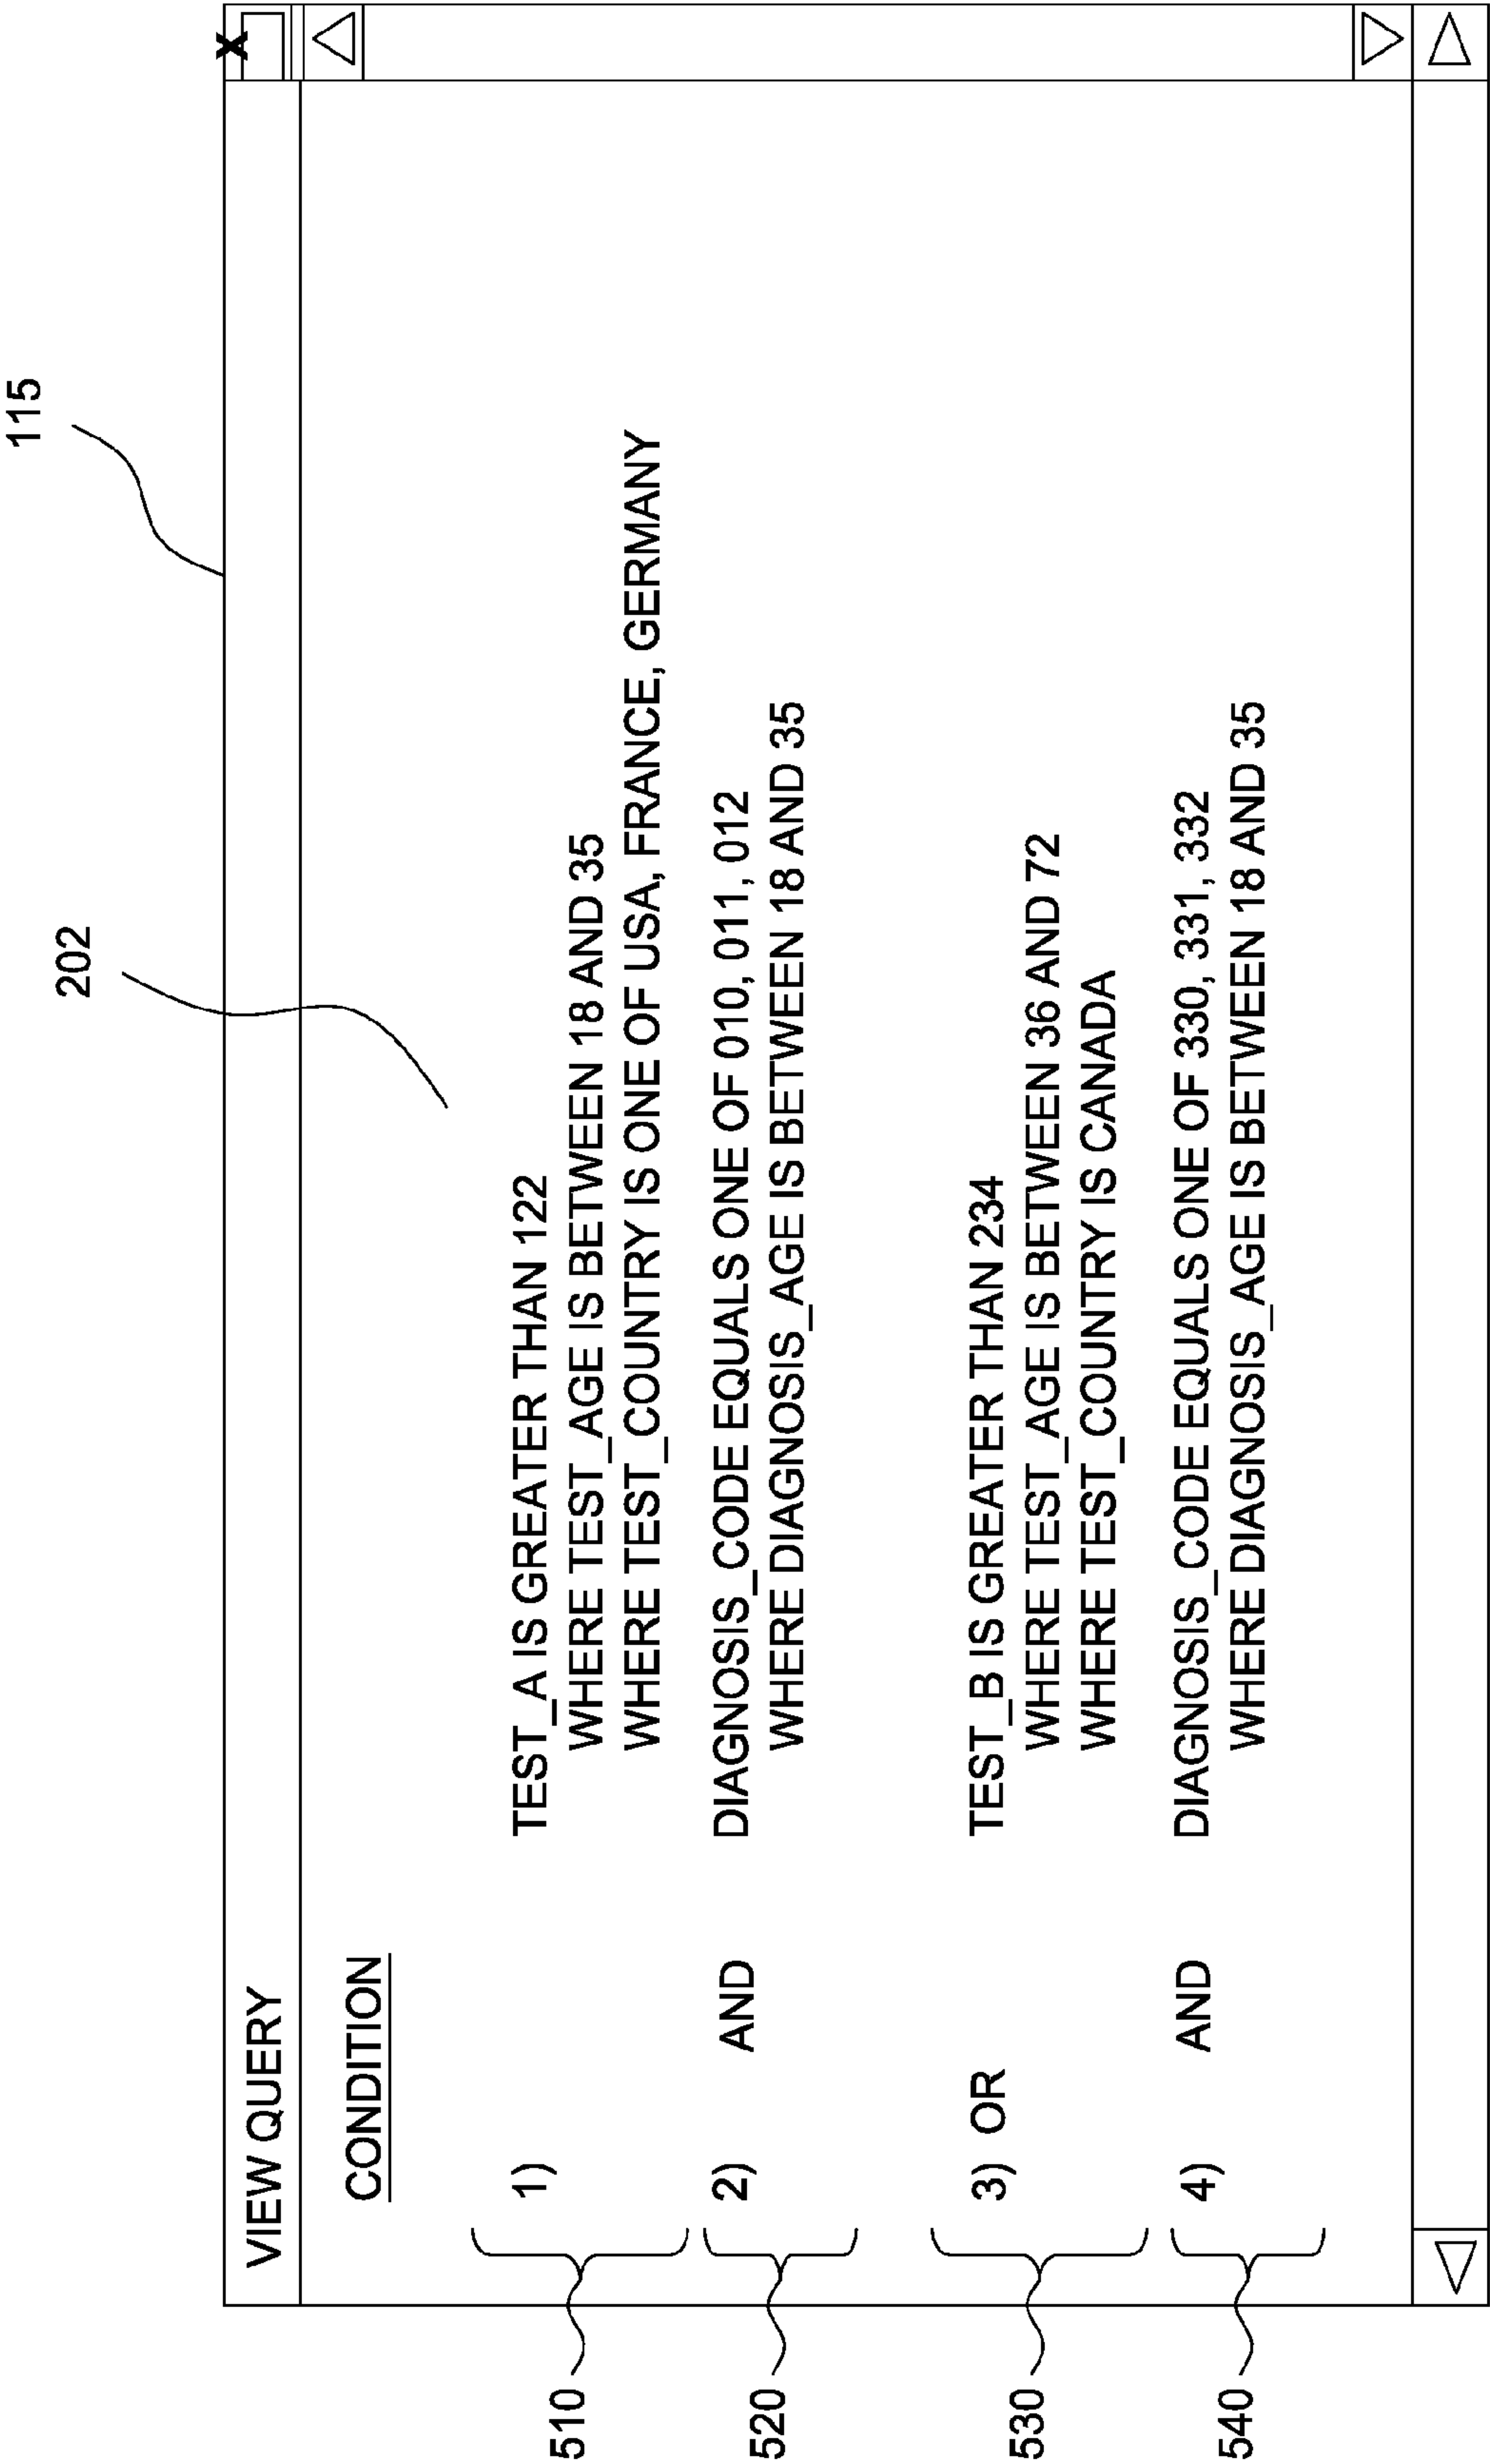 115
202
VIEW QUERY
X
CONDITION
510
1) TEST_A IS GREATER THAN 122
WHERE TEST_AGE IS BETWEEN 18 AND 35
WHERE TEST_COUNTRY IS ONE OF USA, FRANCE, GERMANY
520
2) AND DIAGNOSIS_CODE EQUALS ONE OF 010, 011, 012
WHERE DIAGNOSIS_AGE IS BETWEEN 18 AND 35
530
3) OR TEST_B IS GREATER THAN 234
WHERE TEST_AGE IS BETWEEN 36 AND 72
WHERE TEST_COUNTRY IS CANADA
540
4) AND DIAGNOSIS_CODE EQUALS ONE OF 330, 331, 332
WHERE DIAGNOSIS_AGE IS BETWEEN 18 AND 35